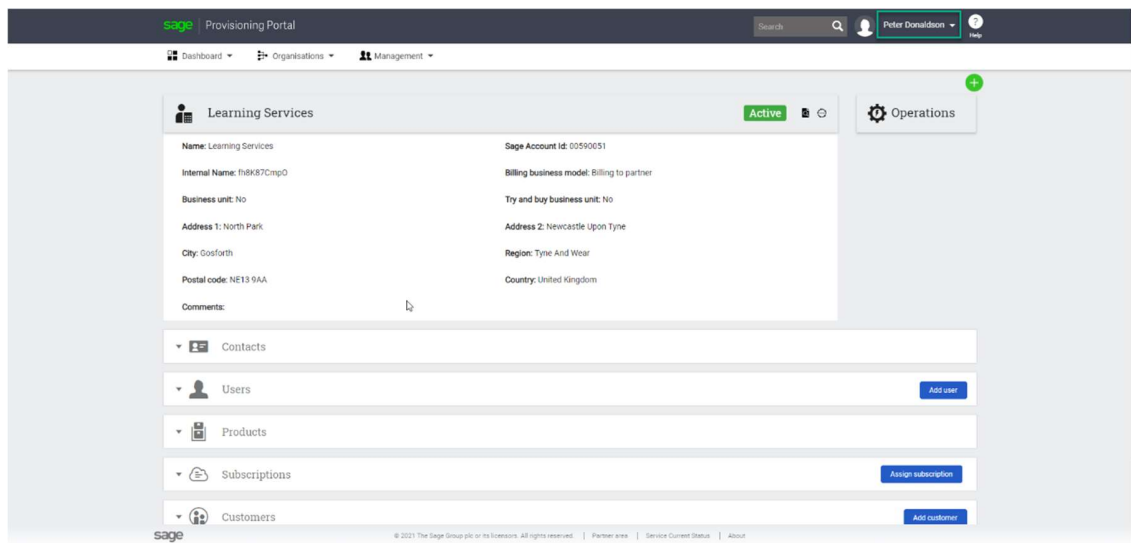 sage Provisioning Portal Search Peter Donaldson ? Help
Dashboard Organisations Management
+
Learning Services Active Operations
Name: Learning Services Sage Account Id: 00590051
Internal Name: fh8K87CmpO Billing business model: Billing to partner
Business unit: No Try and buy business unit: No
Address 1: North Park Address 2: Newcastle Upon Tyne
City: Gosforth Region: Tyne And Wear
Postal code: NE13 9AA Country: United Kingdom
Comments:
Contacts
Users Add user
Products
Subscriptions Assign subscription
Customers Add customer
sage © 2021 The Sage Group plc or its licensors. All rights reserved. | Partner area | Service Current Status | About